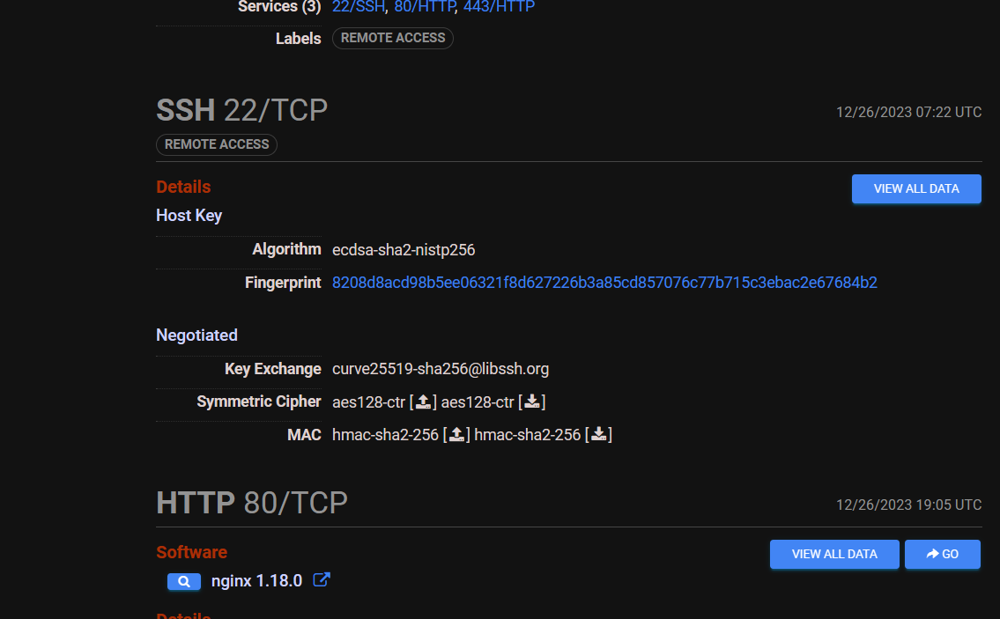 Services (3) 22/SSH, 80/HTTP, 443/HTTP
Labels REMOTE ACCESS
SSH 22/TCP 12/26/2023 07:22 UTC
REMOTE ACCESS
Details VIEW ALL DATA
Host Key
Algorithm ecdsa-sha2-nistp256
Fingerprint 8208d8acd98b5ee06321f8d627226b3a85cd857076c77b715c3ebac2e67684b2
Negotiated
Key Exchange curve25519-sha256@libssh.org
Symmetric Cipher aes128-ctr [] aes128-ctr []
MAC hmac-sha2-256 [] hmac-sha2-256 []
HTTP 80/TCP 12/26/2023 19:05 UTC
Software VIEW ALL DATA GO
nginx 1.18.0
Details